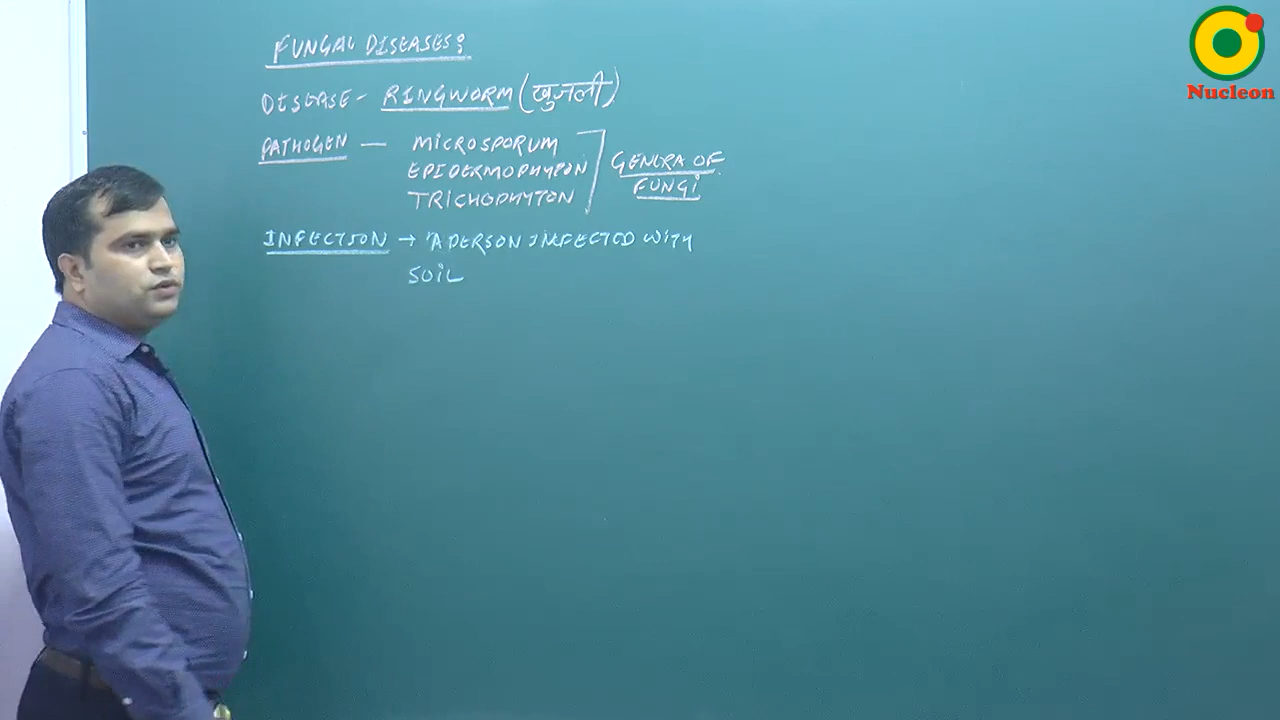 FUNGAL DISEASES:
DISEASE - RINGWORM (खुजली)
PATHOGEN — MICROSPORUM
EPIDERMOPHYTON
TRICHOPHYTON
GENERA OF
FUNGI
INFECTION → A PERSON INFECTED WITH
SOIL
Nucleon